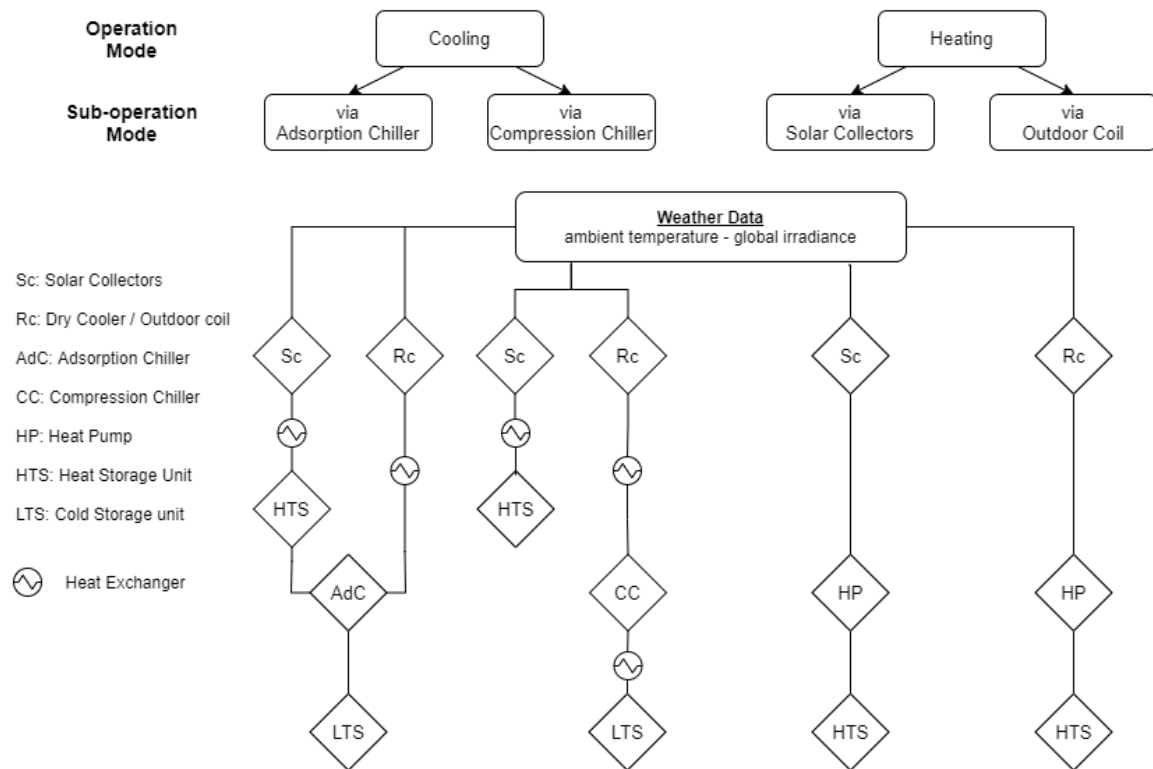 Operation
Mode
Cooling
Heating
Sub-operation
Mode
via
Adsorption Chiller
via
Compression Chiller
via
Solar Collectors
via
Outdoor Coil
Weather Data
ambient temperature - global irradiance
Sc: Solar Collectors
Rc: Dry Cooler / Outdoor coil
AdC: Adsorption Chiller
CC: Compression Chiller
HP: Heat Pump
HTS: Heat Storage Unit
LTS: Cold Storage unit
Heat Exchanger
Sc
Rc
Sc
Rc
Sc
Rc
HTS
HTS
AdC
CC
HP
HP
LTS
LTS
HTS
HTS